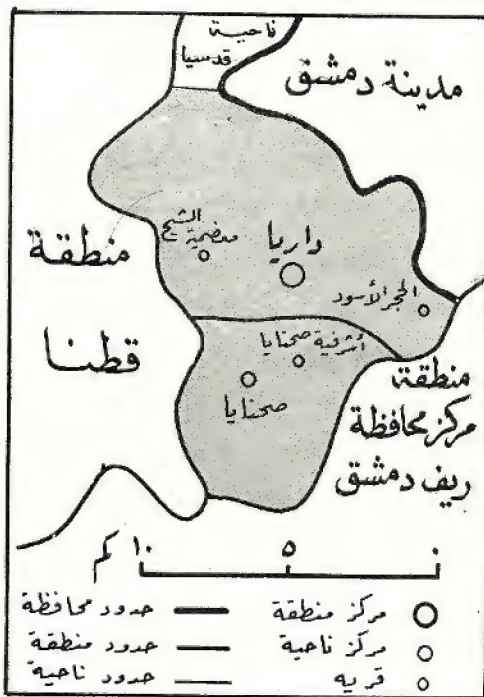 ناحية
قدسيا
مدينة دمشق
منطقة
قطنا
معضمية الشيح
داريا
الحجر الأسود
أشرفية صحنايا
صحنايا
منطقة
مركز محافظة
ريف دمشق
٠ ٥ ١٠ كم
مركز منطقة
مركز ناحية
قريه
حدود محافظة
حدود منطقة
حدود ناحية